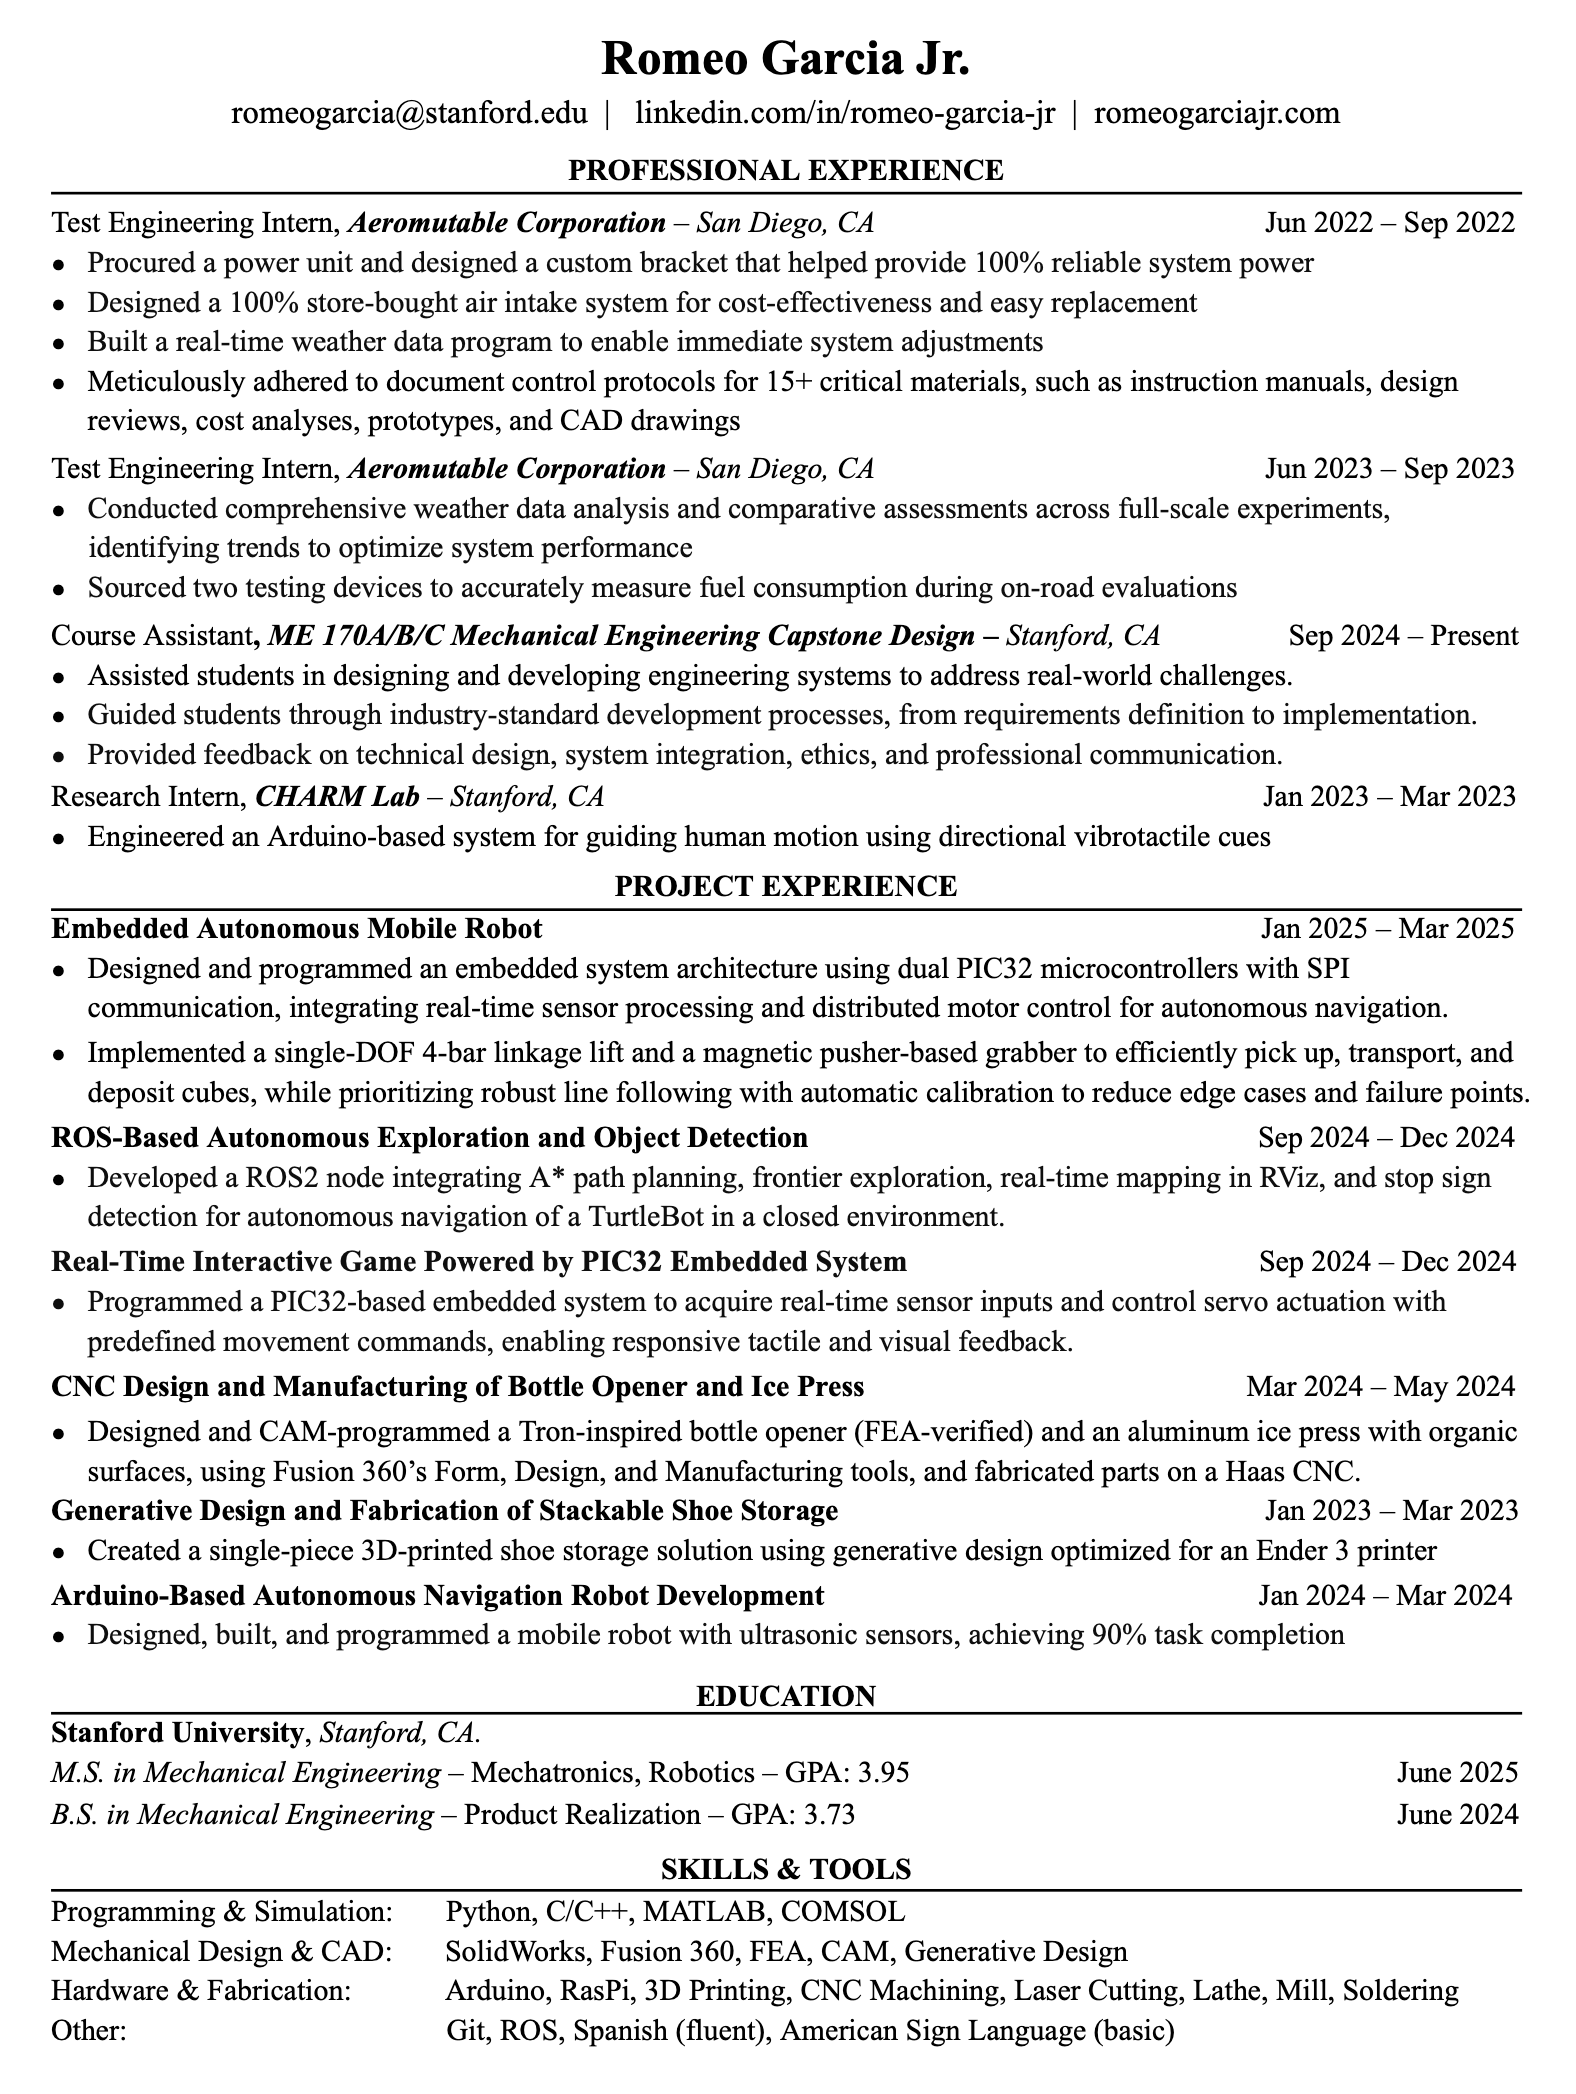 Romeo Garcia Jr.
romeogarcia@stanford.edu | linkedin.com/in/romeo-garcia-jr | romeogarciajr.com
PROFESSIONAL EXPERIENCE
Test Engineering Intern, Aeromutable Corporation – San Diego, CA Jun 2022 – Sep 2022
● Procured a power unit and designed a custom bracket that helped provide 100% reliable system power
● Designed a 100% store-bought air intake system for cost-effectiveness and easy replacement
● Built a real-time weather data program to enable immediate system adjustments
● Meticulously adhered to document control protocols for 15+ critical materials, such as instruction manuals, design
reviews, cost analyses, prototypes, and CAD drawings
Test Engineering Intern, Aeromutable Corporation – San Diego, CA Jun 2023 – Sep 2023
● Conducted comprehensive weather data analysis and comparative assessments across full-scale experiments,
identifying trends to optimize system performance
● Sourced two testing devices to accurately measure fuel consumption during on-road evaluations
Course Assistant, ME 170A/B/C Mechanical Engineering Capstone Design – Stanford, CA Sep 2024 – Present
● Assisted students in designing and developing engineering systems to address real-world challenges.
● Guided students through industry-standard development processes, from requirements definition to implementation.
● Provided feedback on technical design, system integration, ethics, and professional communication.
Research Intern, CHARM Lab – Stanford, CA Jan 2023 – Mar 2023
● Engineered an Arduino-based system for guiding human motion using directional vibrotactile cues
PROJECT EXPERIENCE
Embedded Autonomous Mobile Robot Jan 2025 – Mar 2025
● Designed and programmed an embedded system architecture using dual PIC32 microcontrollers with SPI
communication, integrating real-time sensor processing and distributed motor control for autonomous navigation.
● Implemented a single-DOF 4-bar linkage lift and a magnetic pusher-based grabber to efficiently pick up, transport, and
deposit cubes, while prioritizing robust line following with automatic calibration to reduce edge cases and failure points.
ROS-Based Autonomous Exploration and Object Detection Sep 2024 – Dec 2024
● Developed a ROS2 node integrating A* path planning, frontier exploration, real-time mapping in RViz, and stop sign
detection for autonomous navigation of a TurtleBot in a closed environment.
Real-Time Interactive Game Powered by PIC32 Embedded System Sep 2024 – Dec 2024
● Programmed a PIC32-based embedded system to acquire real-time sensor inputs and control servo actuation with
predefined movement commands, enabling responsive tactile and visual feedback.
CNC Design and Manufacturing of Bottle Opener and Ice Press Mar 2024 – May 2024
● Designed and CAM-programmed a Tron-inspired bottle opener (FEA-verified) and an aluminum ice press with organic
surfaces, using Fusion 360’s Form, Design, and Manufacturing tools, and fabricated parts on a Haas CNC.
Generative Design and Fabrication of Stackable Shoe Storage Jan 2023 – Mar 2023
● Created a single-piece 3D-printed shoe storage solution using generative design optimized for an Ender 3 printer
Arduino-Based Autonomous Navigation Robot Development Jan 2024 – Mar 2024
● Designed, built, and programmed a mobile robot with ultrasonic sensors, achieving 90% task completion
EDUCATION
Stanford University, Stanford, CA.
M.S. in Mechanical Engineering – Mechatronics, Robotics – GPA: 3.95 June 2025
B.S. in Mechanical Engineering – Product Realization – GPA: 3.73 June 2024
SKILLS & TOOLS
Programming & Simulation: Python, C/C++, MATLAB, COMSOL
Mechanical Design & CAD: SolidWorks, Fusion 360, FEA, CAM, Generative Design
Hardware & Fabrication: Arduino, RasPi, 3D Printing, CNC Machining, Laser Cutting, Lathe, Mill, Soldering
Other: Git, ROS, Spanish (fluent), American Sign Language (basic)